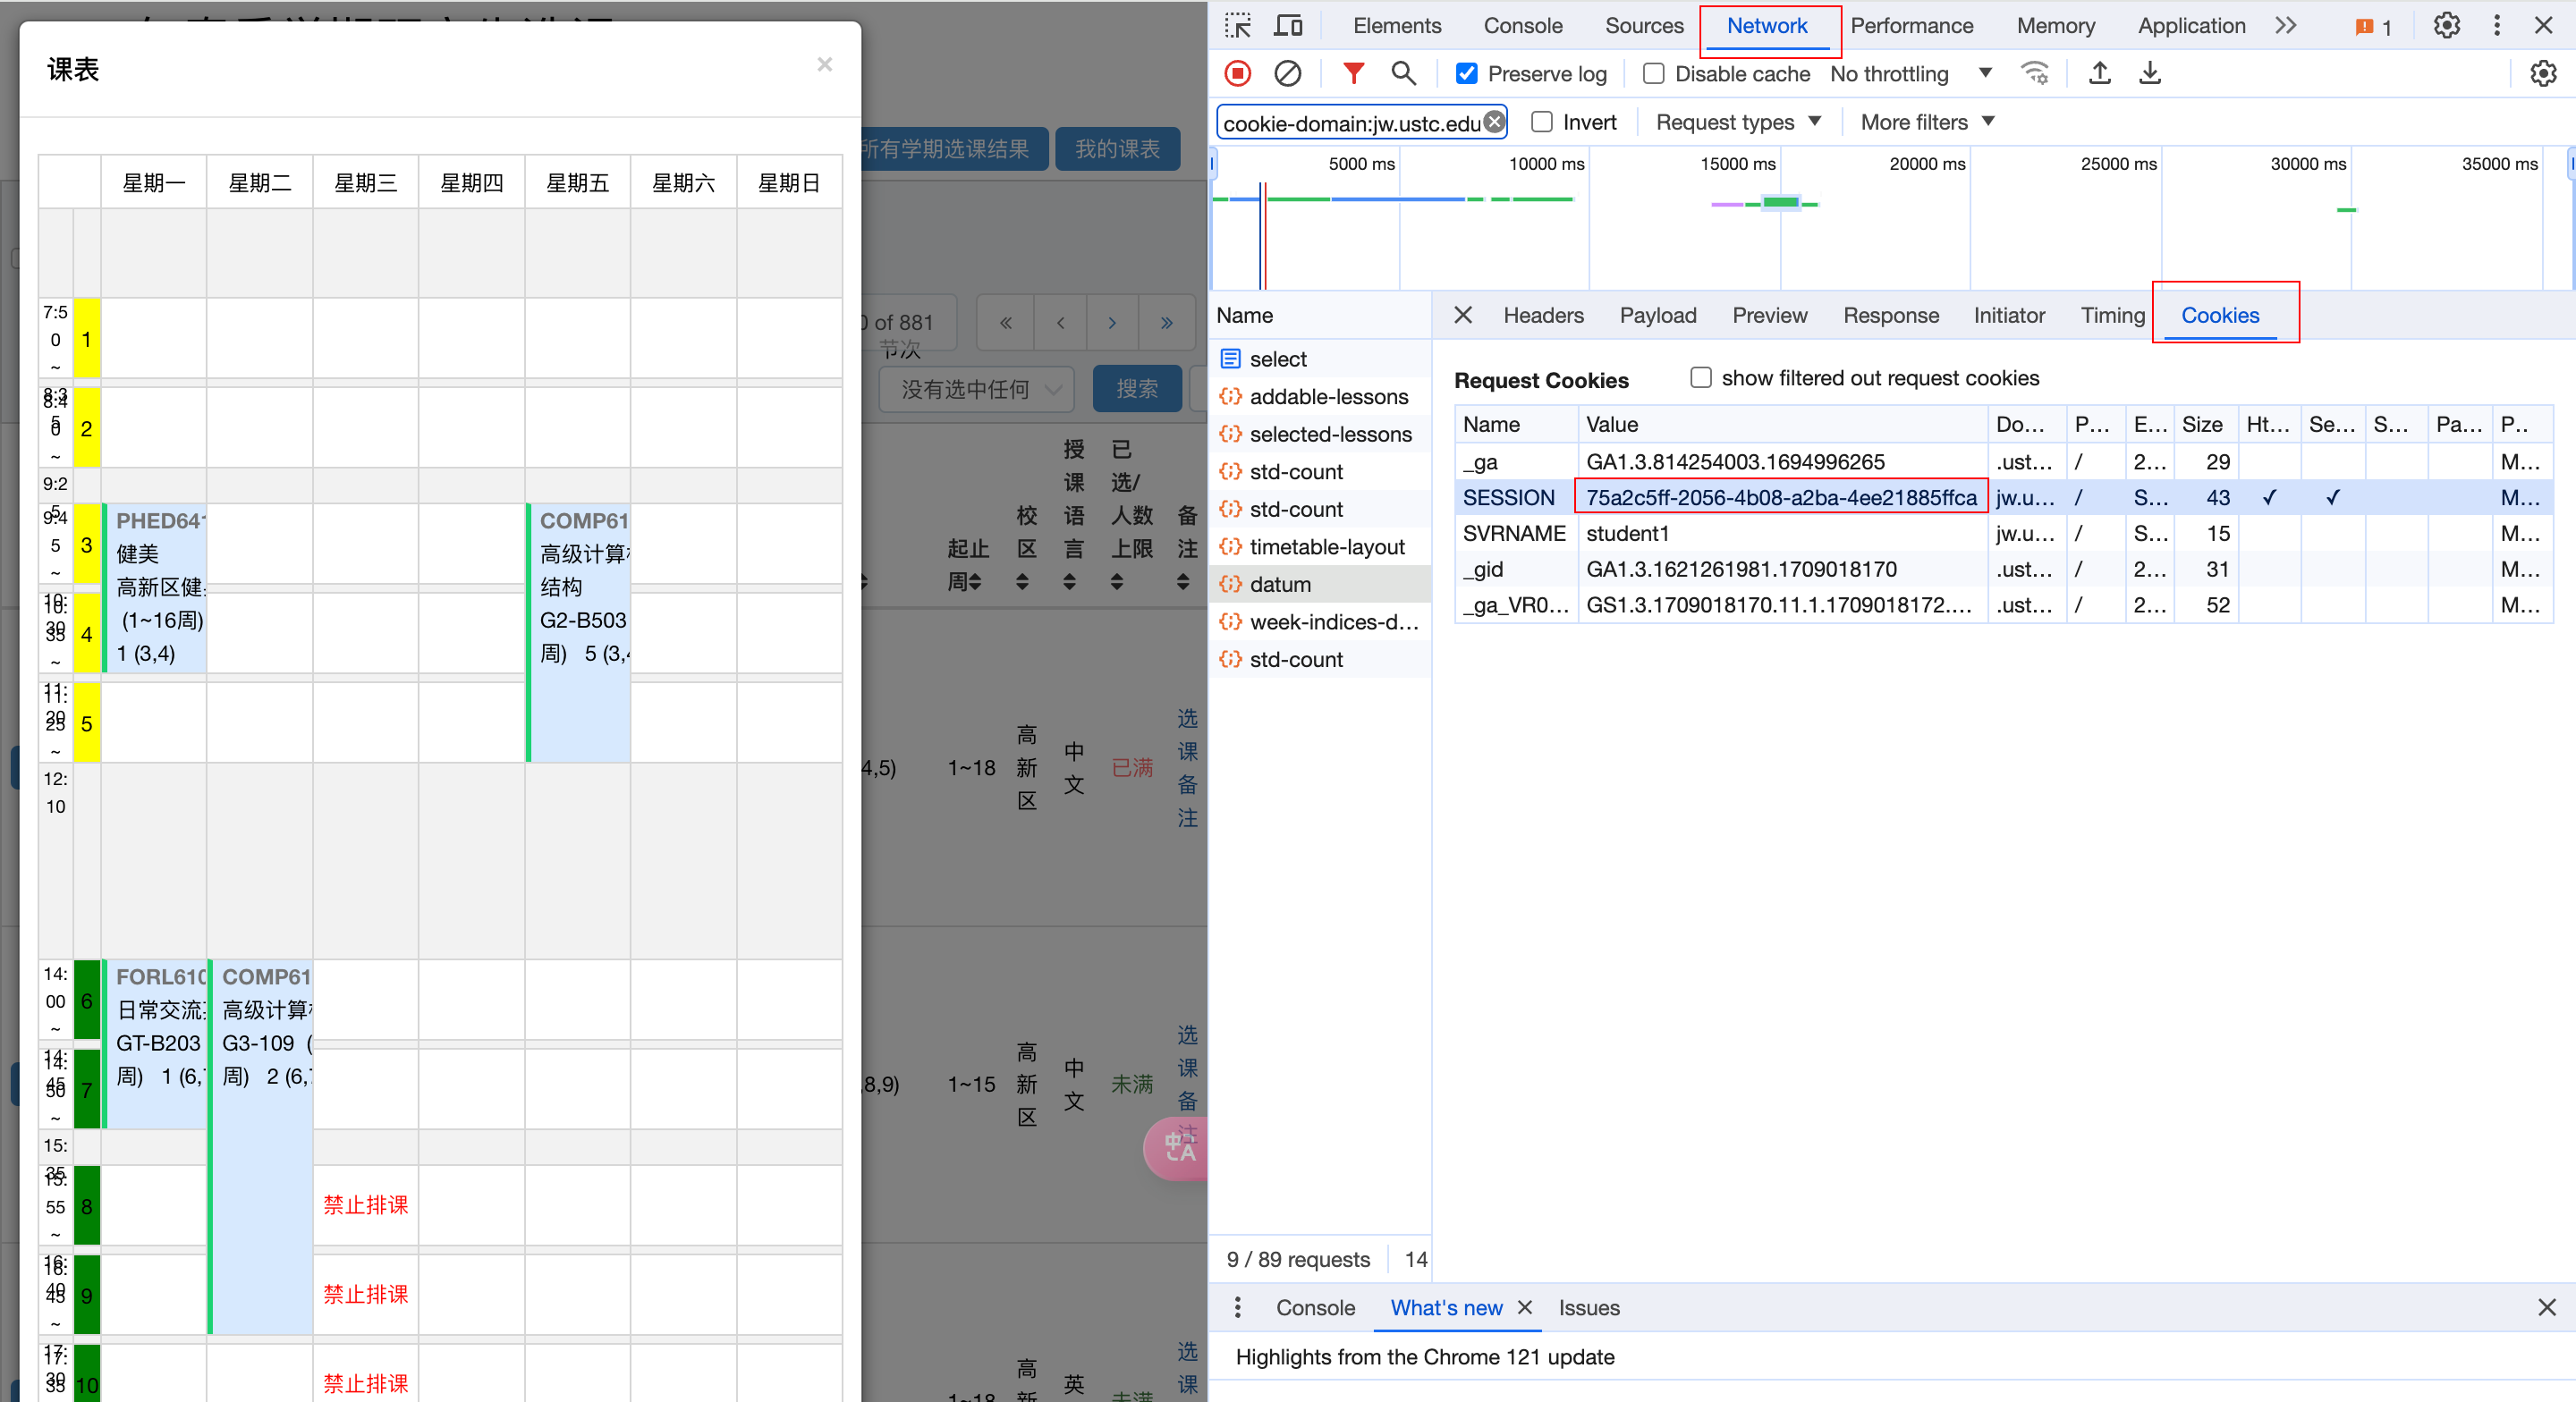 课表
×
星期一 星期二 星期三 星期四 星期五 星期六 星期日
7:50 ~ 1
8:40 ~ 2
9:25
9:45 ~ 3
PHED64
健美
高新区健
(1~16周)
1 (3,4)
COMP61
高级计算
结构
G2-B503
周) 5 (3,
10:35 ~ 4
11:25 ~ 5
12:10
14:00 ~ 6
FORL610
日常交流
GT-B203
周) 1 (6,
COMP61
高级计算
G3-109 (
周) 2 (6,
14:50 ~ 7
15:35
15:55 ~ 8
禁止排课
16:45 ~ 9
禁止排课
17:35 10
禁止排课
所有学期选课结果
我的课表
0 of 881
« ‹ › »
节次
没有选中任何
搜索
起止周
校区
授课语言
已选/人数上限
备注
4,5) 1~18 高新区 中文 已满 选课备注
8,9) 1~15 高新区 中文 未满 选课备注
1~18 高新 英 未满 选课
Elements Console Sources Network Performance Memory Application 1
Preserve log Disable cache No throttling
cookie-domain:jw.ustc.edu Invert Request types More filters
5000 ms 10000 ms 15000 ms 20000 ms 25000 ms 30000 ms 35000 ms
Name
select
addable-lessons
selected-lessons
std-count
std-count
timetable-layout
datum
week-indices-d...
std-count
9 / 89 requests 14
Headers Payload Preview Response Initiator Timing Cookies
Request Cookies show filtered out request cookies
Name Value Do... P... E... Size Ht... Se... S... Pa... P..
_ga GA1.3.814254003.1694996265 .ust... / 2... 29 M...
SESSION 75a2c5ff-2056-4b08-a2ba-4ee21885ffca jw.u... / S... 43 ✓ ✓ M...
SVRNAME student1 jw.u... / S... 15 M...
_gid GA1.3.1621261981.1709018170 .ust... / 2... 31 M...
_ga_VR0... GS1.3.1709018170.11.1.1709018172.... .ust... / 2... 52 M...
Console What's new Issues
Highlights from the Chrome 121 update